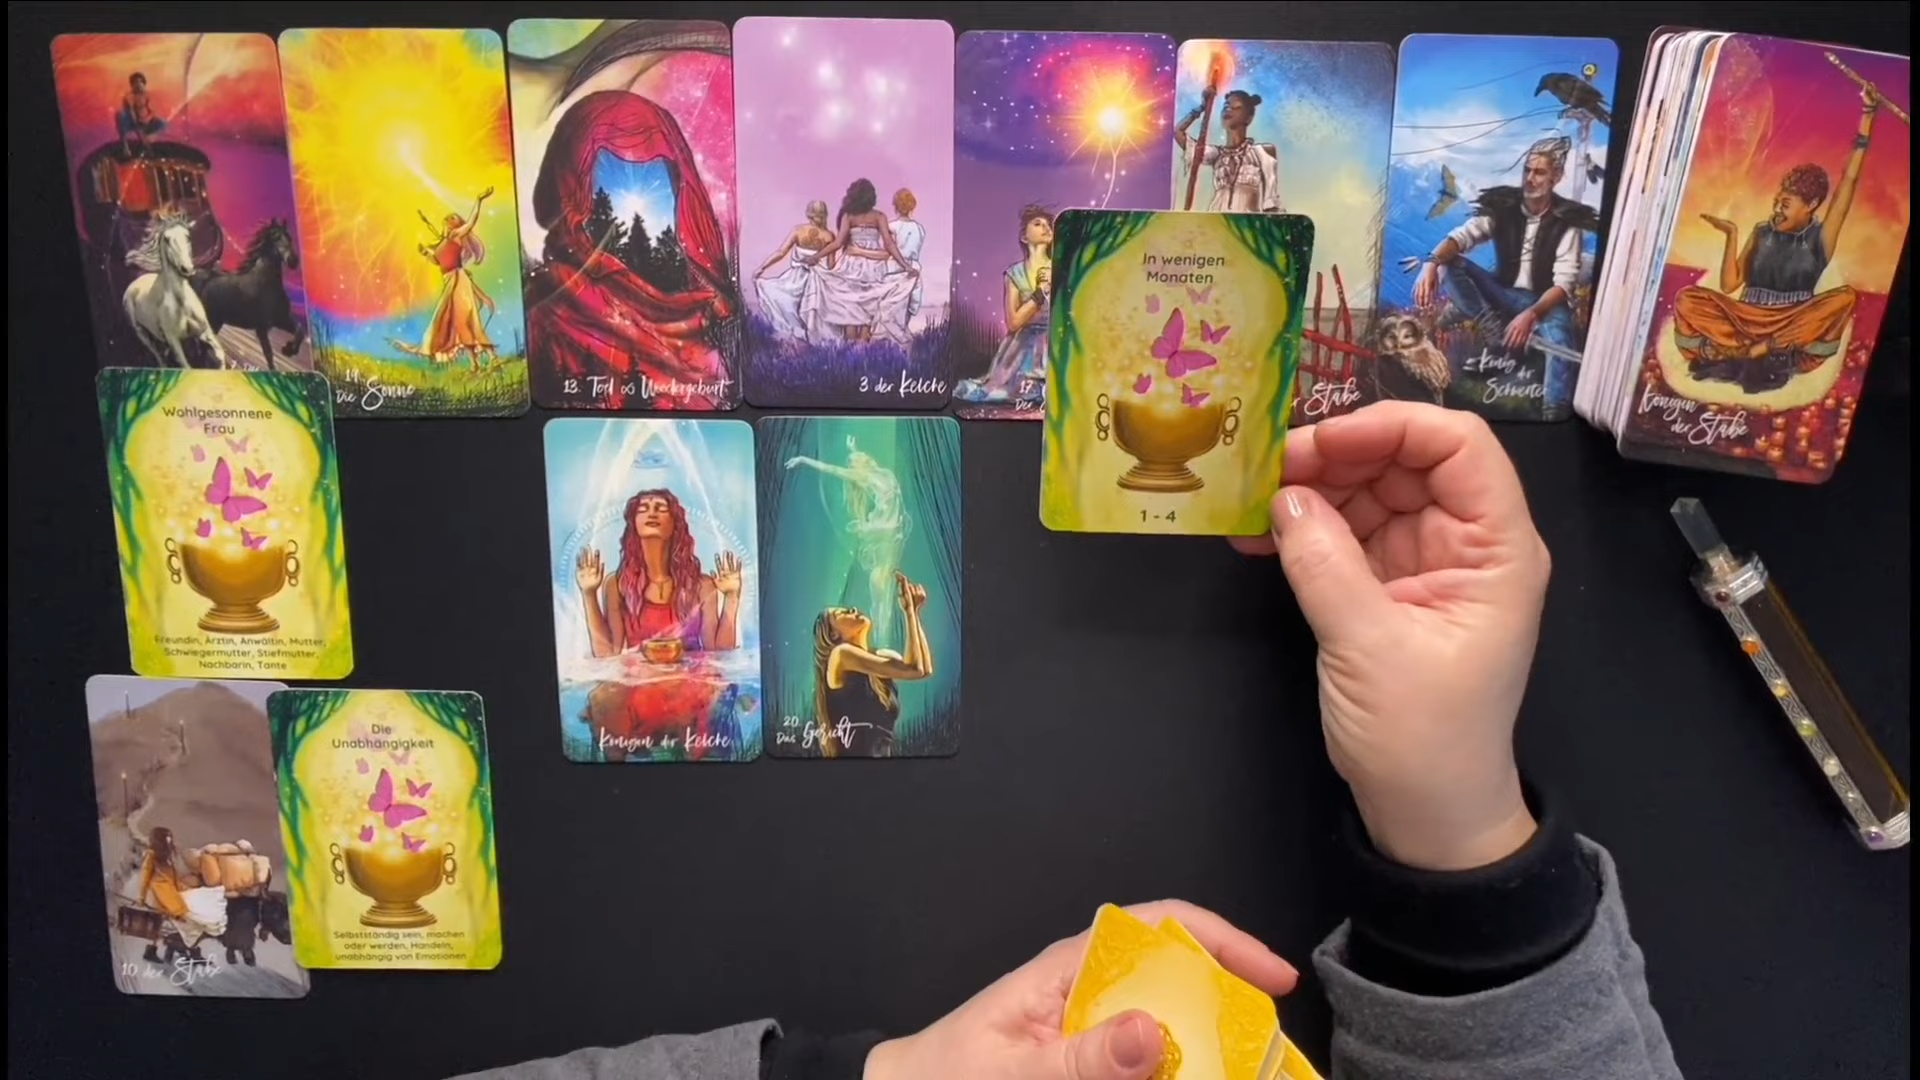 19.
Die Sonne
13. Tod ∞ Wiedergeburt
3 der Kelche
17.
In wenigen
Monaten
1 - 4
der Stäbe
König
der
Schwerter
Königin
der Stäbe
Wohlgesonnene
Frau
Freundin, Ärztin, Anwältin, Mutter,
Schwiegermutter, Stiefmutter,
Nachbarin, Tante
Königin der Kelche
20.
Das Gericht
10 der Stäbe
Die
Unabhängigkeit
Selbstständig sein, machen
oder werden, Handeln,
unabhängig von Emotionen